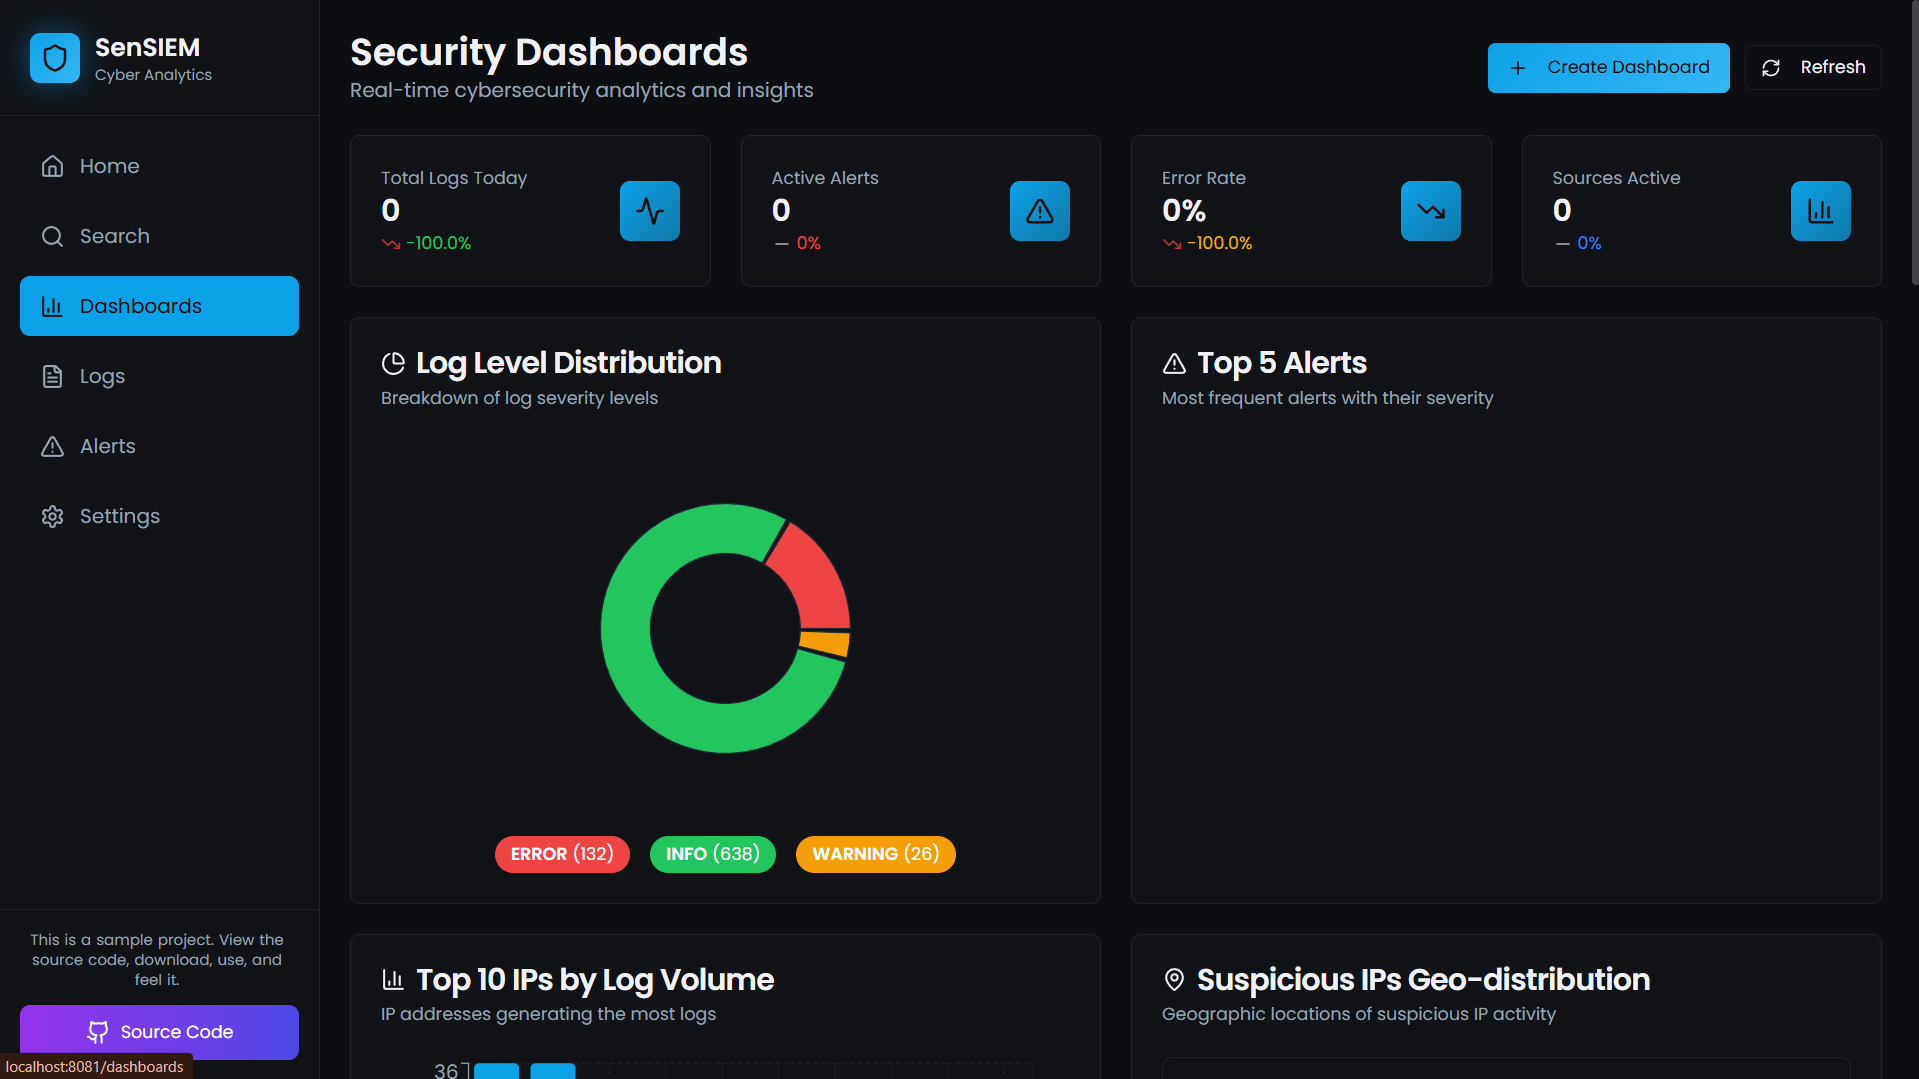 SenSIEM
Cyber Analytics
Home
Search
Dashboards
Logs
Alerts
Settings
This is a sample project. View the
source code, download, use, and
feel it.
Source Code
localhost:8081/dashboards
Security Dashboards
Real-time cybersecurity analytics and insights
Create Dashboard
Refresh
Total Logs Today
0
-100.0%
Active Alerts
0
0%
Error Rate
0%
-100.0%
Sources Active
0
0%
Log Level Distribution
Breakdown of log severity levels
ERROR (132)
INFO (638)
WARNING (26)
Top 5 Alerts
Most frequent alerts with their severity
Top 10 IPs by Log Volume
IP addresses generating the most logs
36
Suspicious IPs Geo-distribution
Geographic locations of suspicious IP activity